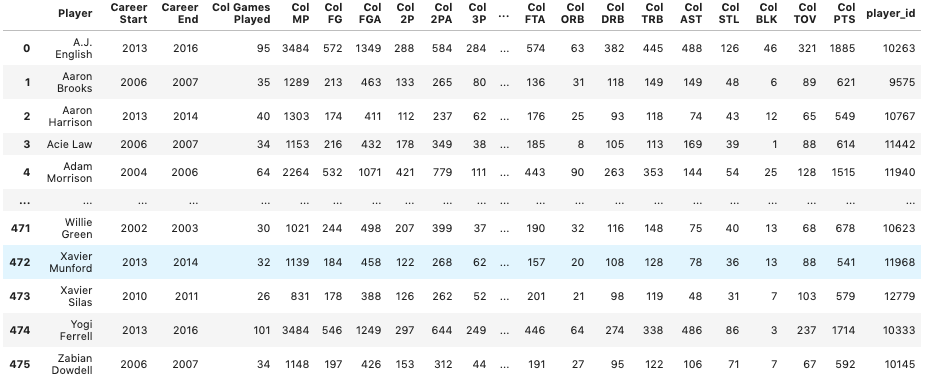 Player Career Start Career End Col Games Played Col MP Col FG Col FGA Col 2P Col 2PA Col 3P ... Col FTA Col ORB Col DRB Col TRB Col AST Col STL Col BLK Col TOV Col PTS player_id
0 A.J. English 2013 2016 95 3484 572 1349 288 584 284 ... 574 63 382 445 488 126 46 321 1885 10263
1 Aaron Brooks 2006 2007 35 1289 213 463 133 265 80 ... 136 31 118 149 149 48 6 89 621 9575
2 Aaron Harrison 2013 2014 40 1303 174 411 112 237 62 ... 176 25 93 118 74 43 12 65 549 10767
3 Acie Law 2006 2007 34 1153 216 432 178 349 38 ... 185 8 105 113 169 39 1 88 614 11442
4 Adam Morrison 2004 2006 64 2264 532 1071 421 779 111 ... 443 90 263 353 144 54 25 128 1515 11940
... ... ... ... ... ... ... ... ... ... ... ... ... ... ... ... ... ... ... ... ... ...
471 Willie Green 2002 2003 30 1021 244 498 207 399 37 ... 190 32 116 148 75 40 13 68 678 10623
472 Xavier Munford 2013 2014 32 1139 184 458 122 268 62 ... 157 20 108 128 78 36 13 88 541 11968
473 Xavier Silas 2010 2011 26 831 178 388 126 262 52 ... 201 21 98 119 48 31 7 103 579 12779
474 Yogi Ferrell 2013 2016 101 3484 546 1249 297 644 249 ... 446 64 274 338 486 86 3 237 1714 10333
475 Zabian Dowdell 2006 2007 34 1148 197 426 153 312 44 ... 191 27 95 122 106 71 7 67 592 10145